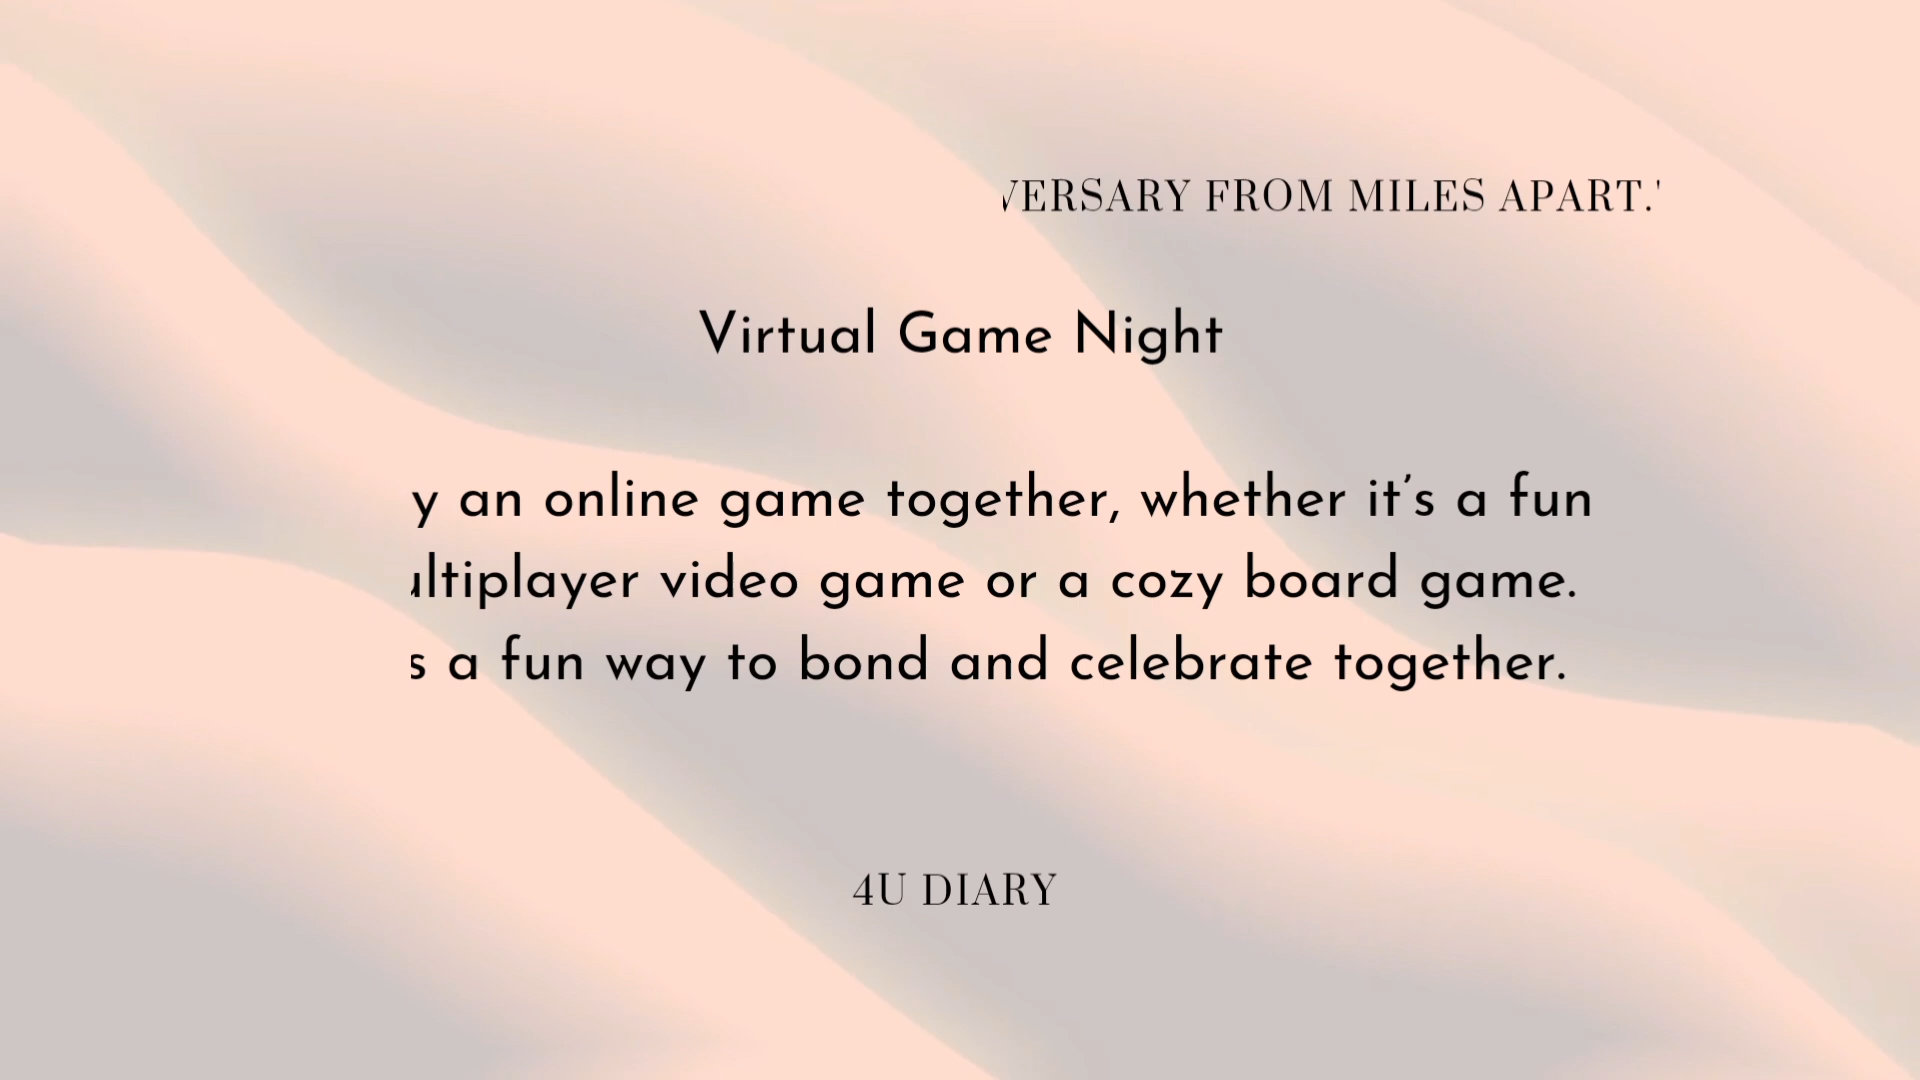 VERSARY FROM MILES APART.'
Virtual Game Night
y an online game together, whether it’s a fun
ultiplayer video game or a cozy board game.
s a fun way to bond and celebrate together.
4U DIARY